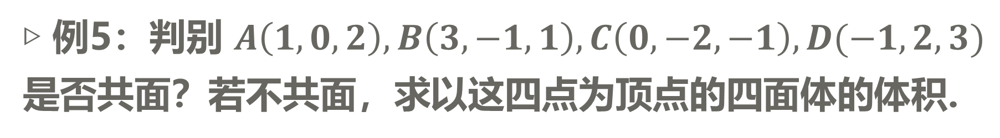 ▷ 例5：判别 A(1,0,2),B(3,−1,1),C(0,−2,−1),D(−1,2,3)
是否共面？若不共面，求以这四点为顶点的四面体的体积.